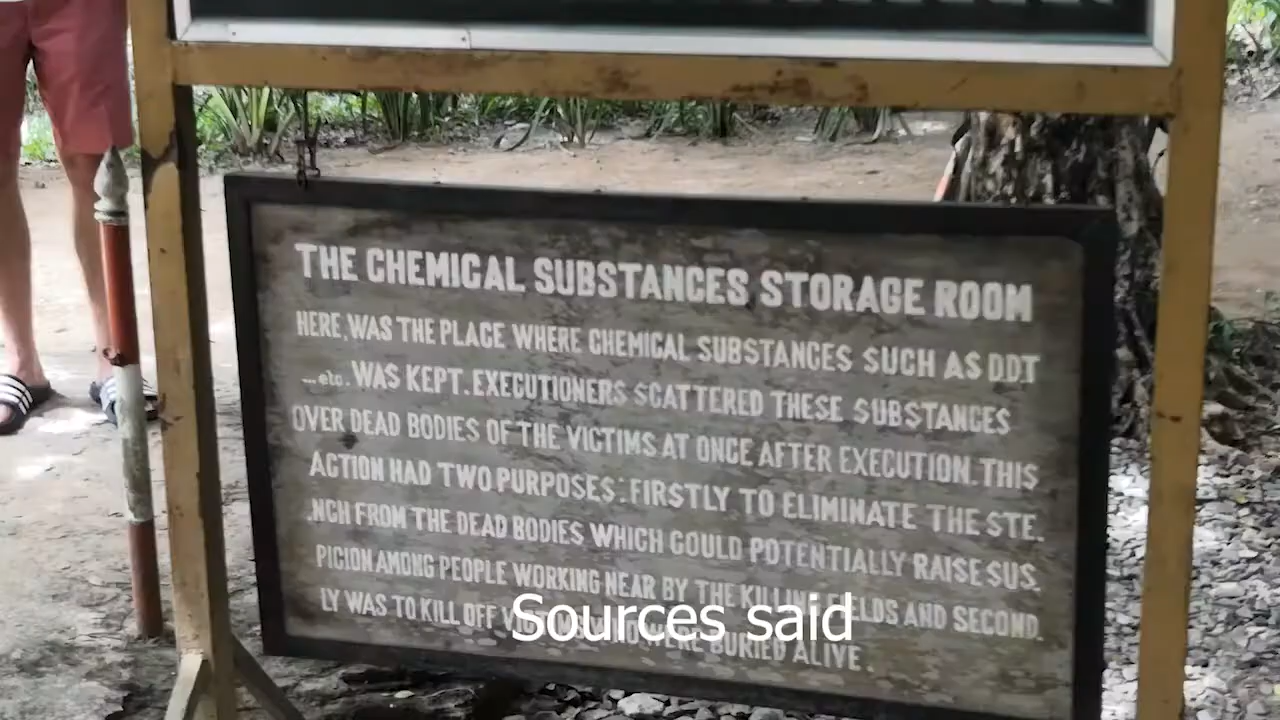 THE CHEMICAL SUBSTANCES STORAGE ROOM
HERE, WAS THE PLACE WHERE CHEMICAL SUBSTANCES SUCH AS DDT
...etc. WAS KEPT. EXECUTIONERS SCATTERED THESE SUBSTANCES
OVER DEAD BODIES OF THE VICTIMS AT ONCE AFTER EXECUTION. THIS
ACTION HAD TWO PURPOSES: FIRSTLY TO ELIMINATE THE STE.
.NCH FROM THE DEAD BODIES WHICH COULD POTENTIALLY RAISE SUS.
PICION AMONG PEOPLE WORKING NEAR BY THE KILLING FIELDS AND SECOND.
LY WAS TO KILL OFF VICTIMS WHO WERE BURIED ALIVE.
Sources said